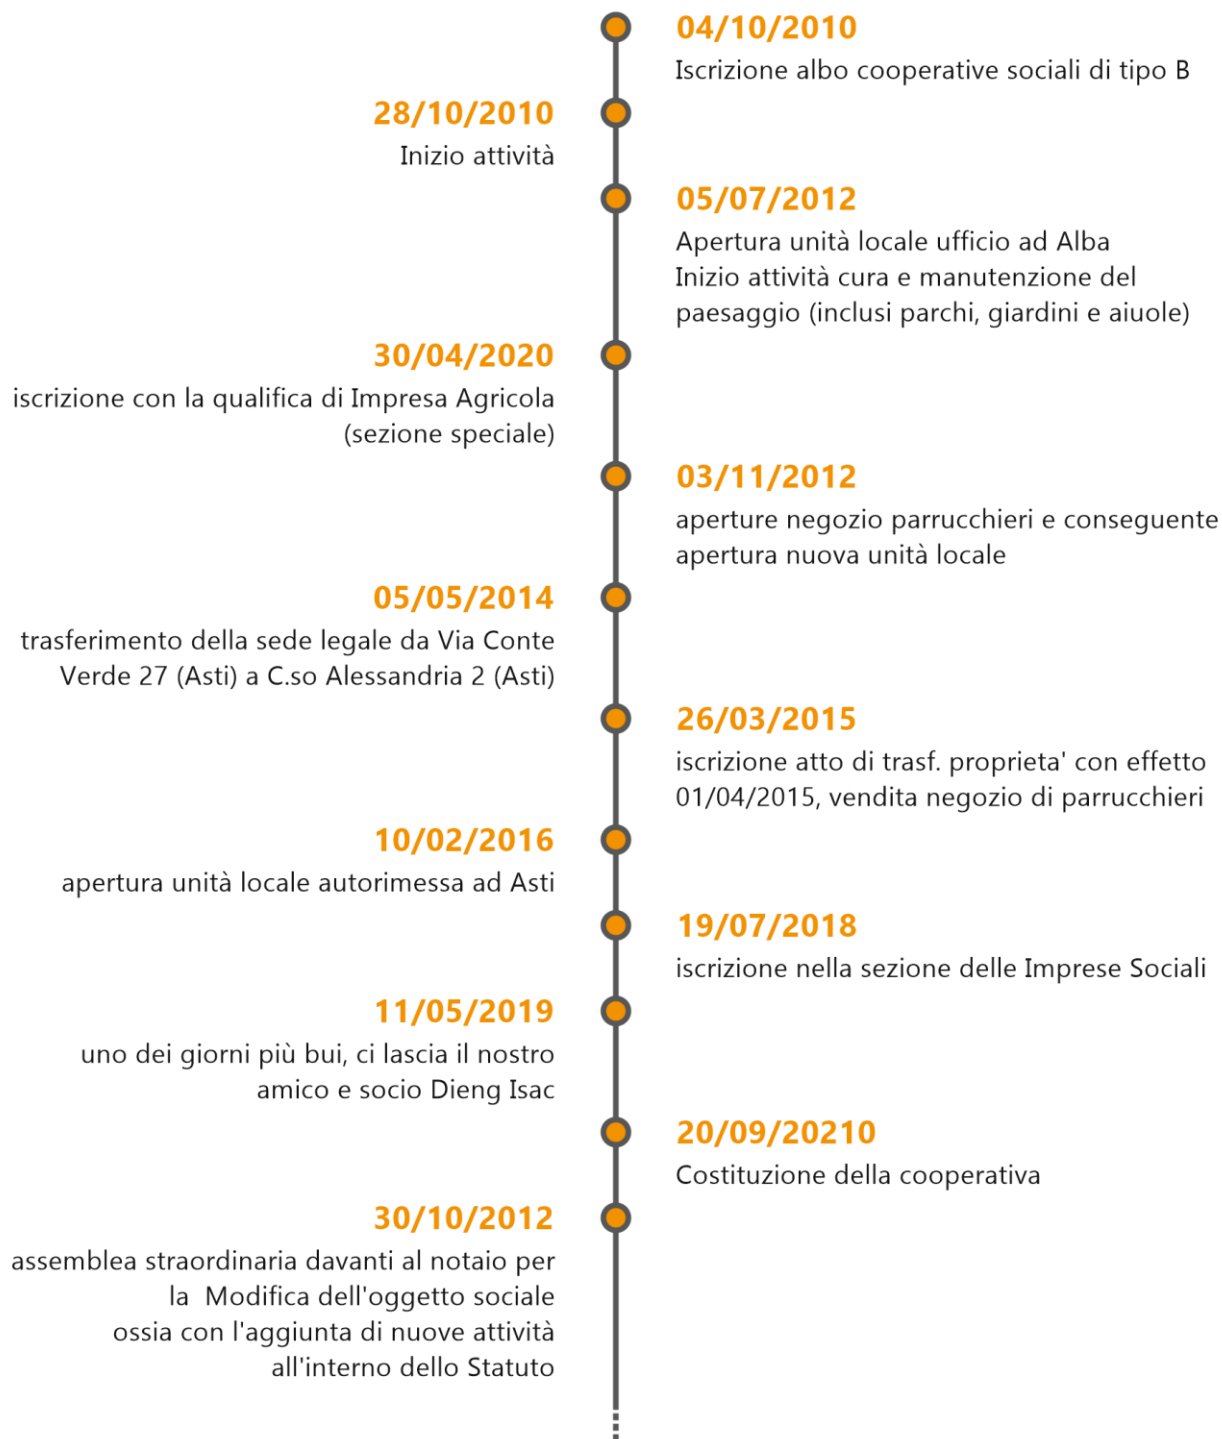 04/10/2010
Iscrizione albo cooperative sociali di tipo B
28/10/2010
Inizio attività
05/07/2012
Apertura unità locale ufficio ad Alba
Inizio attività cura e manutenzione del
paesaggio (inclusi parchi, giardini e aiuole)
30/04/2020
iscrizione con la qualifica di Impresa Agricola
(sezione speciale)
03/11/2012
aperture negozio parrucchieri e conseguente
apertura nuova unità locale
05/05/2014
trasferimento della sede legale da Via Conte
Verde 27 (Asti) a C.so Alessandria 2 (Asti)
26/03/2015
iscrizione atto di trasf. proprieta' con effetto
01/04/2015, vendita negozio di parrucchieri
10/02/2016
apertura unità locale autorimessa ad Asti
19/07/2018
iscrizione nella sezione delle Imprese Sociali
11/05/2019
uno dei giorni più bui, ci lascia il nostro
amico e socio Dieng Isac
20/09/20210
Costituzione della cooperativa
30/10/2012
assemblea straordinaria davanti al notaio per
la  Modifica dell'oggetto sociale
ossia con l'aggiunta di nuove attività
all'interno dello Statuto